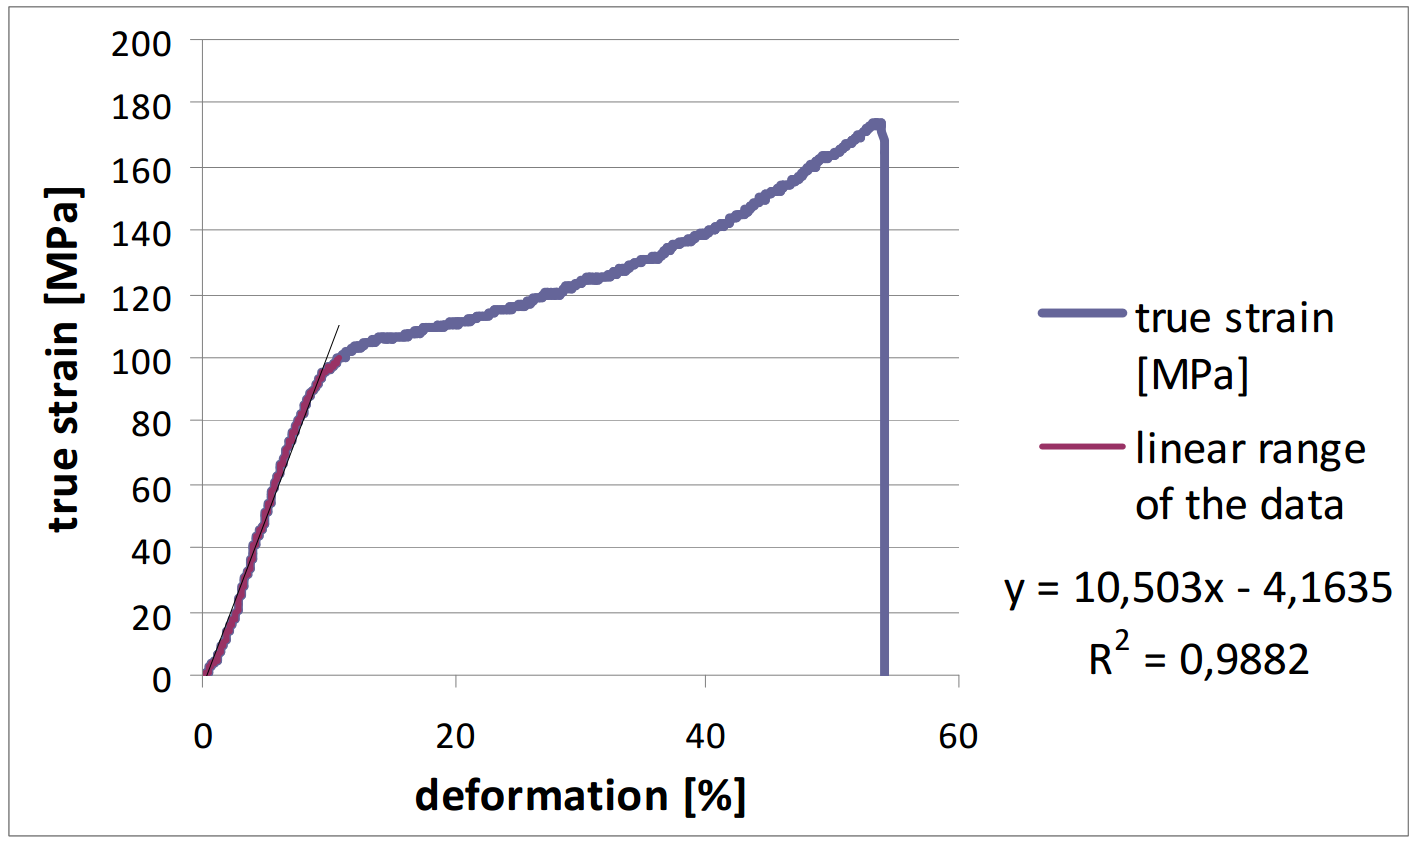 200
180
160
140
120
100
80
60
40
20
0
true strain [MPa]
0 20 40 60
deformation [%]
true strain
[MPa]
linear range
of the data
y = 10,503x - 4,1635
R² = 0,9882